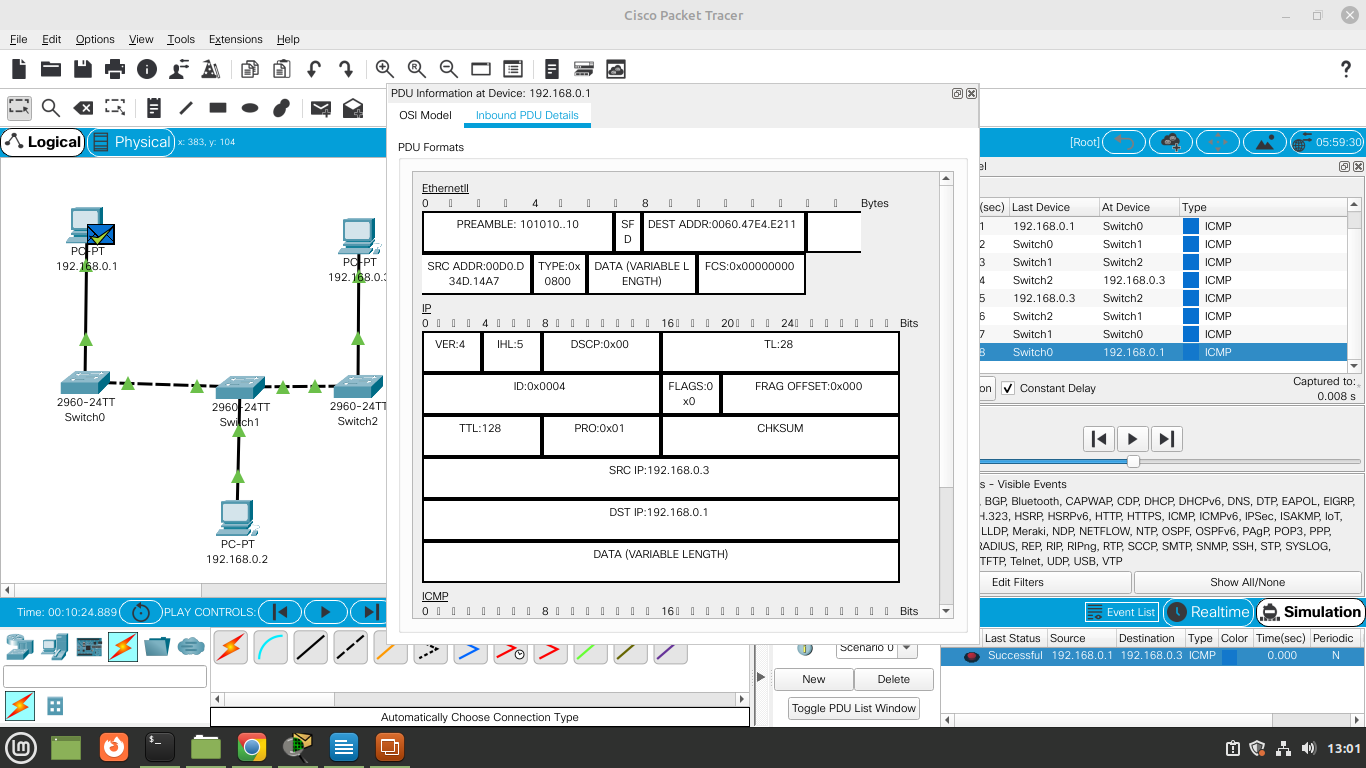 Cisco Packet Tracer
File Edit Options View Tools Extensions Help
PDU Information at Device: 192.168.0.1
OSI Model Inbound PDU Details
PDU Formats
EthernetII
0 4 8 Bytes
PREAMBLE: 101010..10 SF D DEST ADDR:0060.47E4.E211
SRC ADDR:00D0.D 34D.14A7 TYPE:0x 0800 DATA (VARIABLE L ENGTH) FCS:0x00000000
IP
0 4 8 16 20 24 Bits
VER:4 IHL:5 DSCP:0x00 TL:28
ID:0x0004 FLAGS:0 x0 FRAG OFFSET:0x000
TTL:128 PRO:0x01 CHKSUM
SRC IP:192.168.0.3
DST IP:192.168.0.1
DATA (VARIABLE LENGTH)
ICMP
0 8 16 Bits
Logical Physical x: 383, y: 104
[Root] 05:59:30
PC-PT
192.168.0.1
PC-PT
192.168.0.3
2960-24TT
Switch0
2960-24TT
Switch1
2960-24TT
Switch2
PC-PT
192.168.0.2
el
(sec) Last Device At Device Type
1 192.168.0.1 Switch0 ICMP
2 Switch0 Switch1 ICMP
3 Switch1 Switch2 ICMP
4 Switch2 192.168.0.3 ICMP
5 192.168.0.3 Switch2 ICMP
6 Switch2 Switch1 ICMP
7 Switch1 Switch0 ICMP
8 Switch0 192.168.0.1 ICMP
on Constant Delay Captured to:
0.008 s
s - Visible Events
, BGP, Bluetooth, CAPWAP, CDP, DHCP, DHCPv6, DNS, DTP, EAPOL, EIGRP,
H.323, HSRP, HSRPv6, HTTP, HTTPS, ICMP, ICMPv6, IPSec, ISAKMP, IoT,
LLDP, Meraki, NDP, NETFLOW, NTP, OSPF, OSPFv6, PAgP, POP3, PPP,
RADIUS, REP, RIP, RIPng, RTP, SCCP, SMTP, SNMP, SSH, STP, SYSLOG,
TFTP, Telnet, UDP, USB, VTP
Edit Filters Show All/None
Time: 00:10:24.889 PLAY CONTROLS:
Event List Realtime Simulation
Scenario 0
New Delete
Toggle PDU List Window
Last Status Source Destination Type Color Time(sec) Periodic
Successful 192.168.0.1 192.168.0.3 ICMP 0.000 N
Automatically Choose Connection Type
13:01